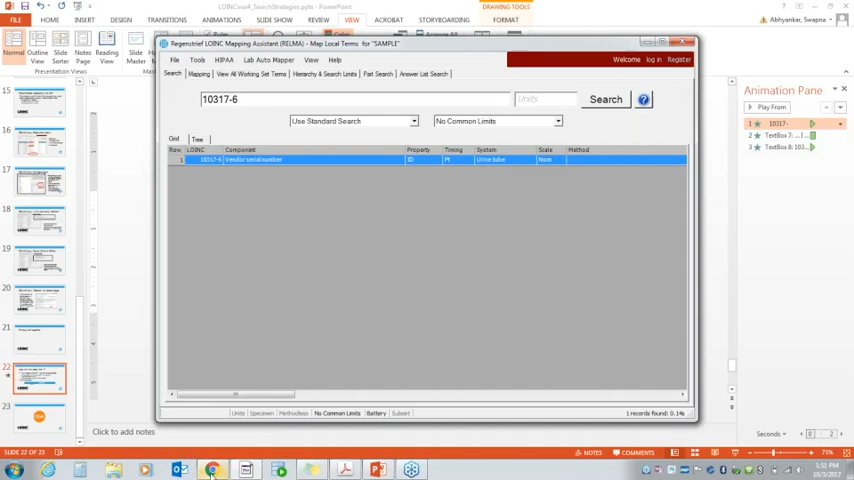 LOINCmar4_SearchStrategies.pptx - PowerPoint
DRAWING TOOLS
FILE HOME INSERT DESIGN TRANSITIONS ANIMATIONS SLIDE SHOW REVIEW VIEW ACROBAT STORYBOARDING FORMAT
Abhyankar, Swapna
Normal Outline View Slide Sorter Notes Page Reading View
Slide Master
Presentation Views
Color
Regenstrief LOINC Mapping Assistant (RELMA) - Map Local Terms for "SAMPLE"
File Tools HIPAA Lab Auto Mapper View Help
Welcome log in Register
Search Mapping View All Working Set Terms Hierarchy & Search Limits Part Search Answer List Search
10317-6 Units Search ?
Use Standard Search No Common Limits
Grid Tree
Row LOINC Component Property Timing System Scale Method
1 10317-6 Vendor serial number ID Pt Urine tube Nom
Units Specimen Methodless No Common Limits Battery Subset 1 records found: 0.14s
Animation Pane
Play From
1 10317-
2 TextBox 7: ... I...
3 TextBox 8: 103...
Seconds 0 2
15
16
17
18
19
20
21
22
23
Click to add notes
SLIDE 22 OF 23
NOTES COMMENTS 75%
1:51 PM
10/3/2017